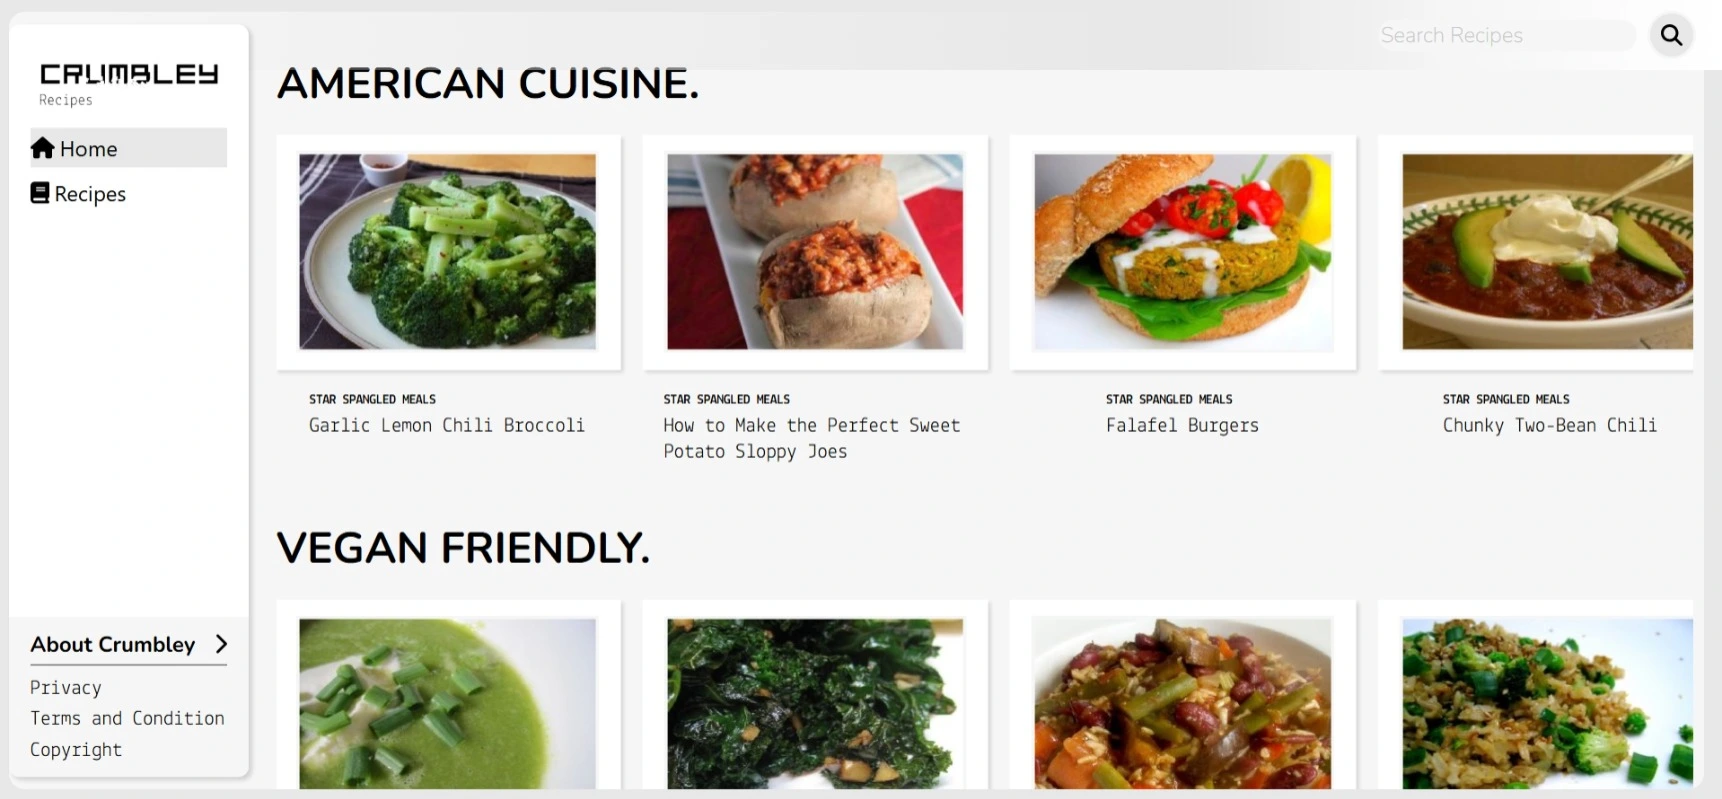 CRUMBLEY
Recipes
Home
Recipes
About Crumbley
Privacy
Terms and Condition
Copyright
Search Recipes
AMERICAN CUISINE.
STAR SPANGLED MEALS
Garlic Lemon Chili Broccoli
STAR SPANGLED MEALS
How to Make the Perfect Sweet
Potato Sloppy Joes
STAR SPANGLED MEALS
Falafel Burgers
STAR SPANGLED MEALS
Chunky Two-Bean Chili
VEGAN FRIENDLY.